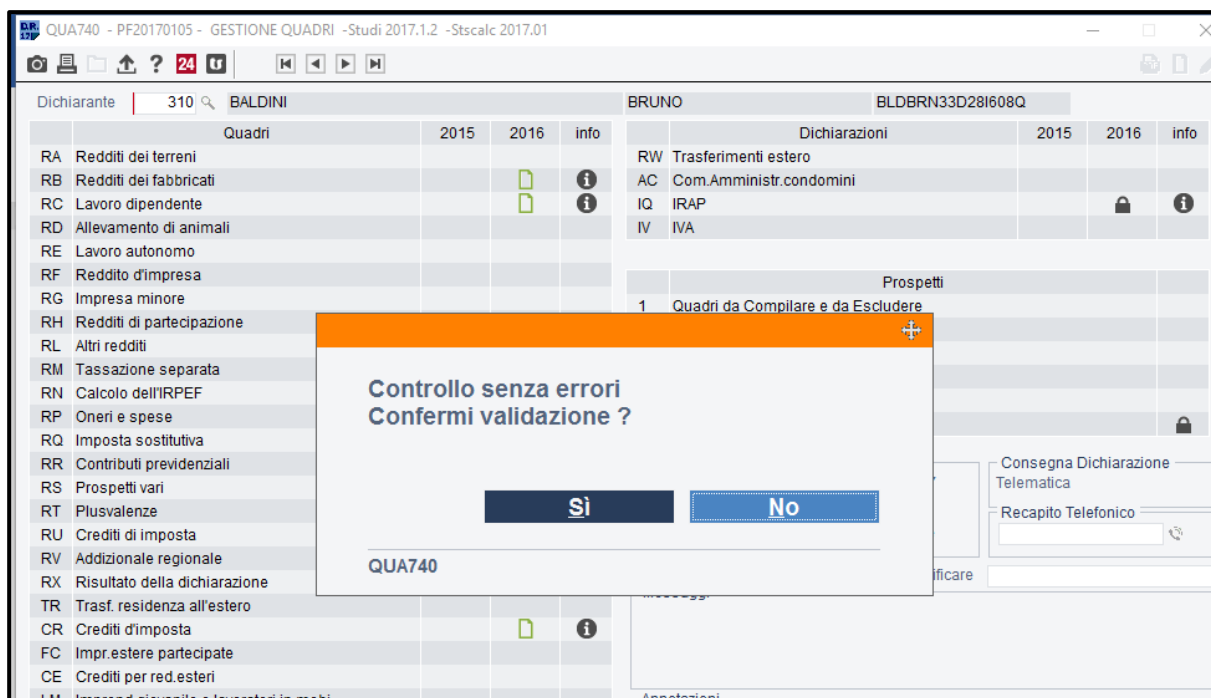 D.R. QUA740 - PF20170105 - GESTIONE QUADRI -Studi 2017.1.2 -Stscalc 2017.01
? 24 U
Dichiarante 310 BALDINI BRUNO BLDBRN33D28I608Q
Quadri 2015 2016 info
RA Redditi dei terreni
RB Redditi dei fabbricati
RC Lavoro dipendente
RD Allevamento di animali
RE Lavoro autonomo
RF Reddito d'impresa
RG Impresa minore
RH Redditi di partecipazione
RL Altri redditi
RM Tassazione separata
RN Calcolo dell'IRPEF
RP Oneri e spese
RQ Imposta sostitutiva
RR Contributi previdenziali
RS Prospetti vari
RT Plusvalenze
RU Crediti di imposta
RV Addizionale regionale
RX Risultato della dichiarazione
TR Trasf. residenza all'estero
CR Crediti d'imposta
FC Impr.estere partecipate
CE Crediti per red.esteri
Dichiarazioni 2015 2016 info
RW Trasferimenti estero
AC Com.Amministr.condomini
IQ IRAP
IV IVA
Prospetti
1 Quadri da Compilare e da Escludere
Controllo senza errori
Confermi validazione ?
Sì No
QUA740
Consegna Dichiarazione
Telematica
Recapito Telefonico
ificare